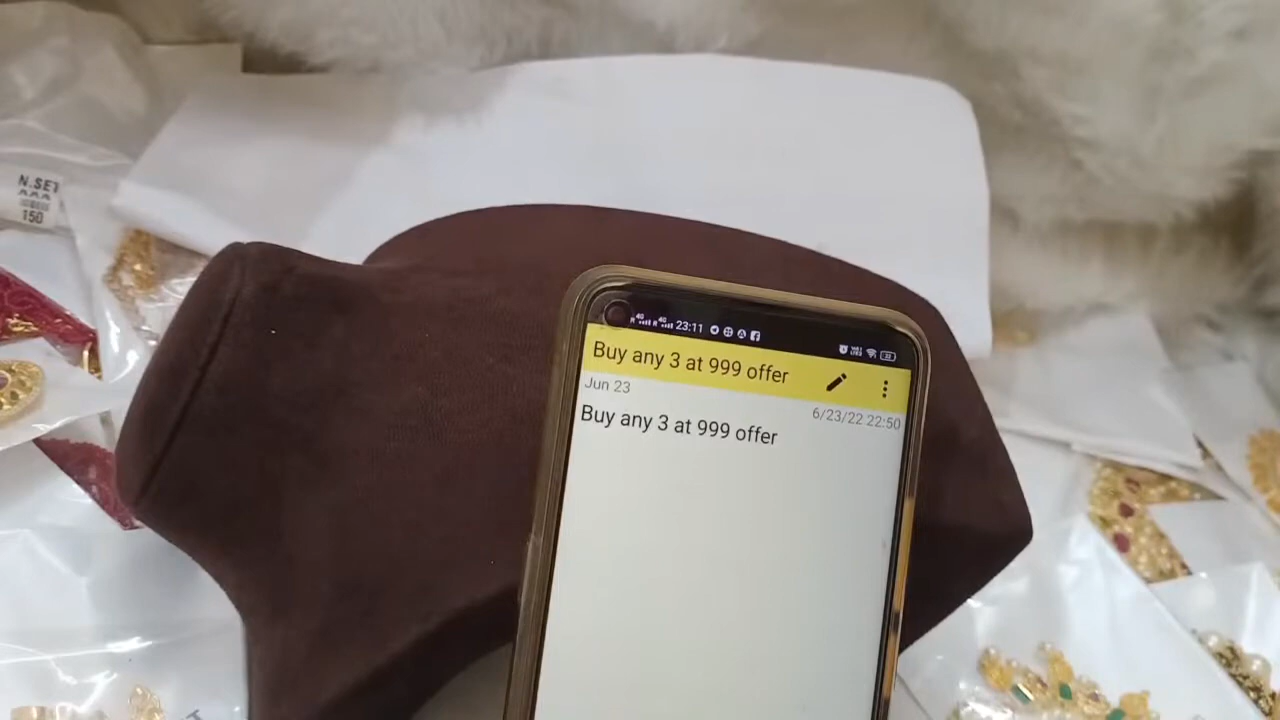 N.SET
AAA
150
23:11
Buy any 3 at 999 offer
Jun 23
6/23/22 22:50
Buy any 3 at 999 offer